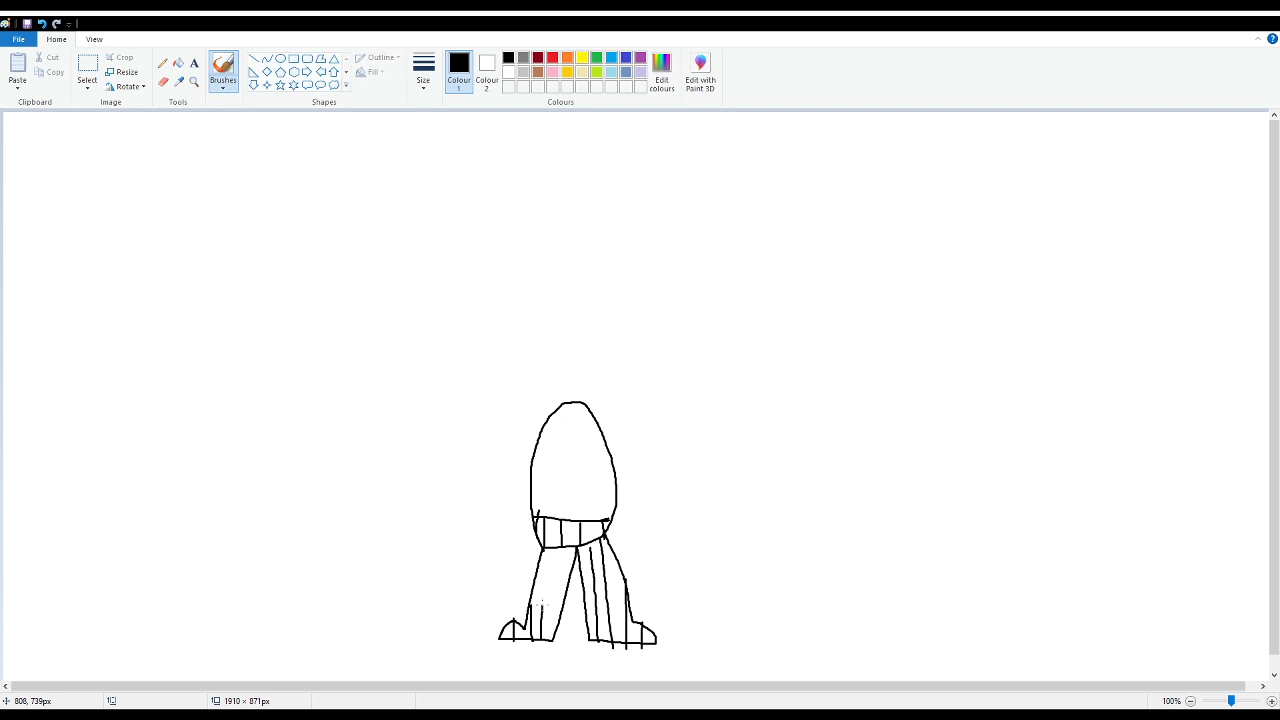 File Home View
Cut
Copy
Paste
Clipboard
Select
Crop
Resize
Rotate
Image
Tools
Brushes
Shapes
Outline
Fill
Size
Colour
1
Colour
2
Edit
colours
Edit with
Paint 3D
Colours
808, 739px 1910 × 871px 100%